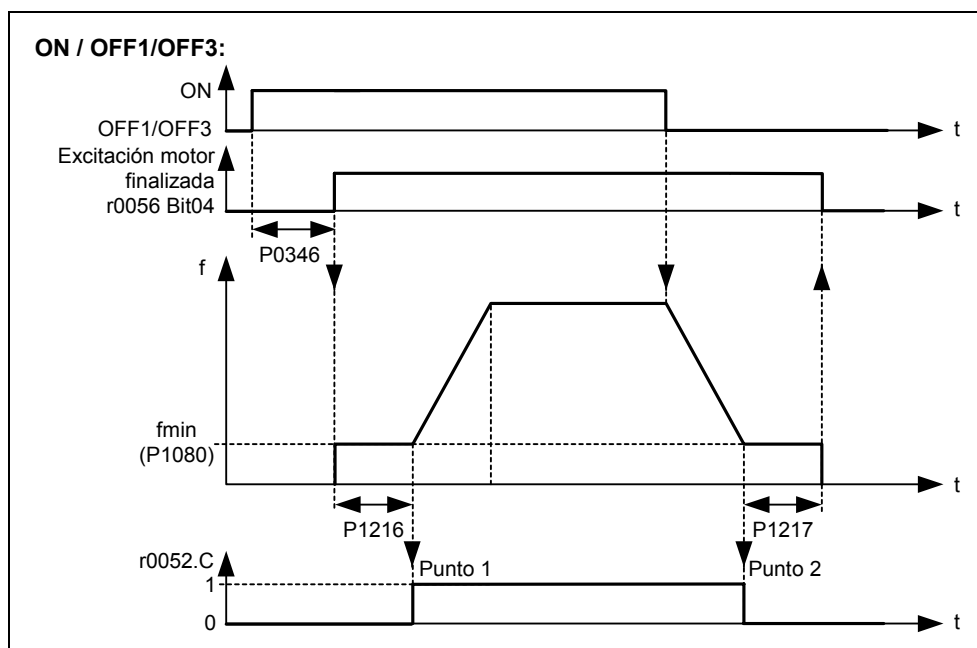 ON / OFF1/OFF3:
ON
OFF1/OFF3
t
Excitación motor
finalizada
r0056 Bit04
t
P0346
f
fmin
(P1080)
t
P1216
P1217
r0052.C
1
Punto 1
Punto 2
0
t